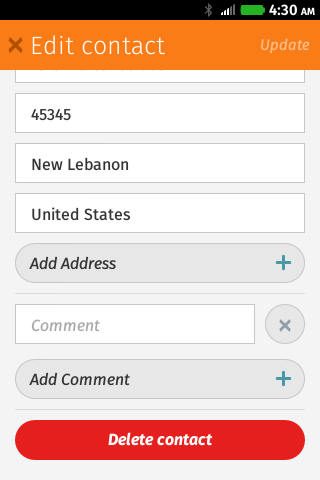 4:30 AM
Edit contact
Update
45345
New Lebanon
United States
Add Address
Comment
Add Comment
Delete contact